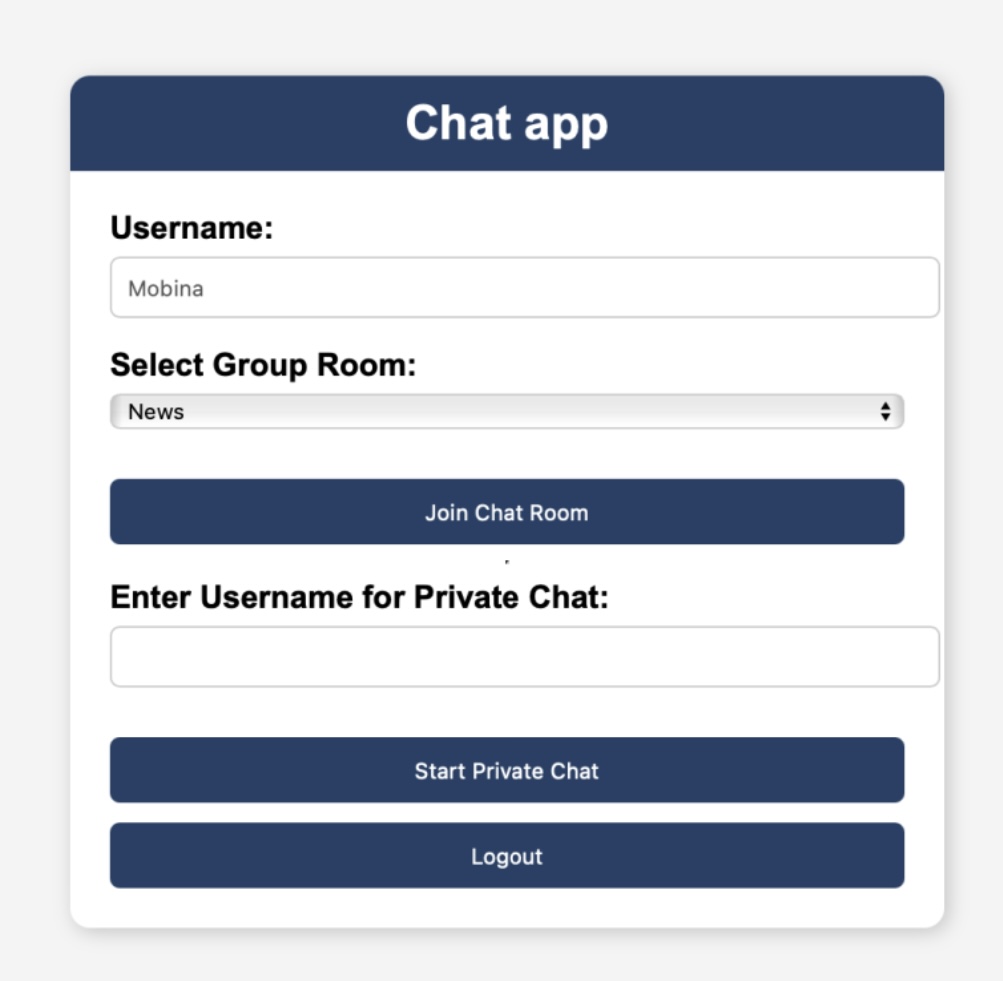 Chat app
Username:
Mobina
Select Group Room:
News
Join Chat Room
Enter Username for Private Chat:
Start Private Chat
Logout